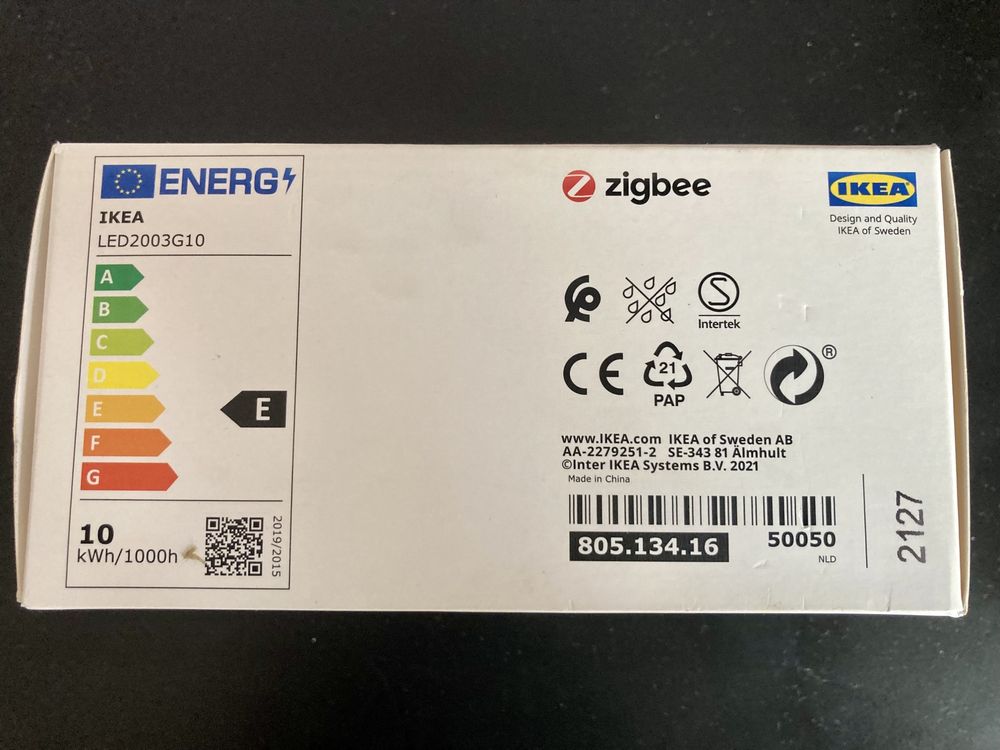 ENERG
IKEA
LED2003G10
A
B
C
D
E
F
G
E
10
kWh/1000h
2019/2015
zigbee
IKEA®
Design and Quality
IKEA of Sweden
Intertek
CE
21
PAP
®
www.IKEA.com IKEA of Sweden AB
AA-2279251-2 SE-343 81 Älmhult
©Inter IKEA Systems B.V. 2021
Made in China
805.134.16
50050
NLD
2127